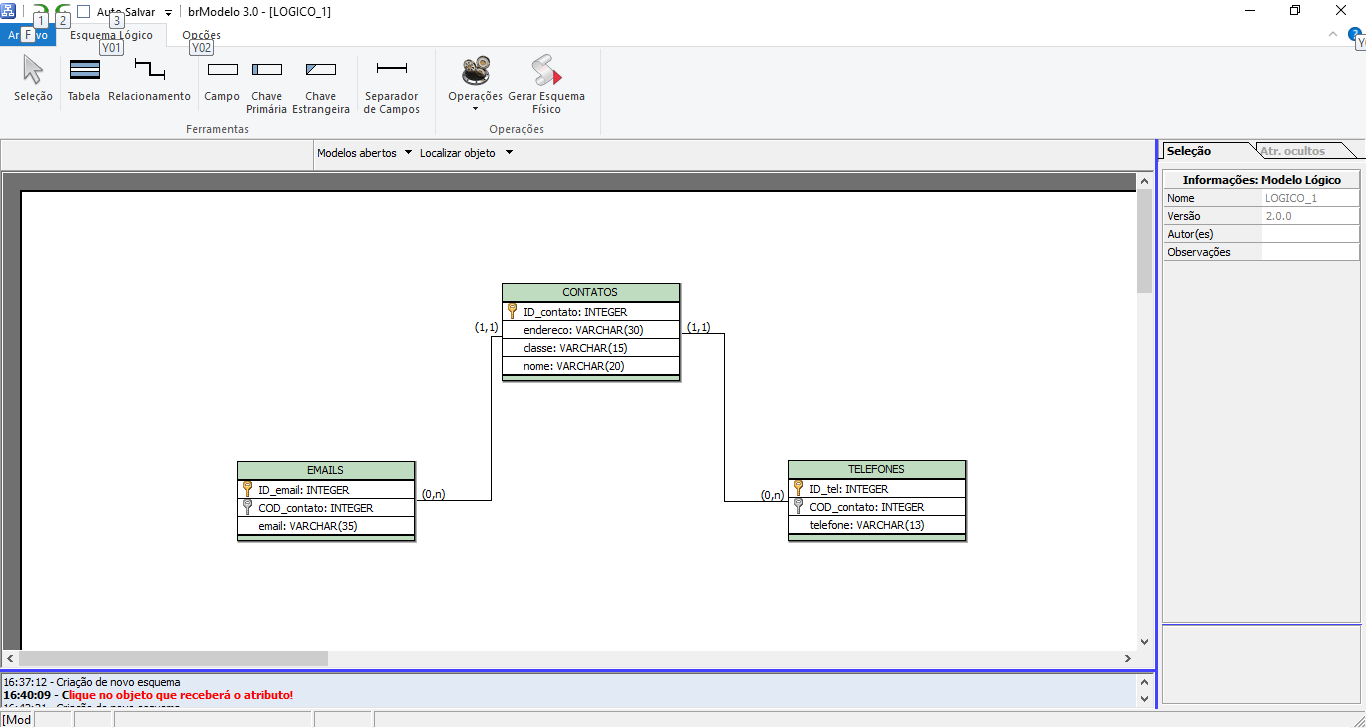 Auto Salvar brModelo 3.0 - [LOGICO_1]
1 2 3
Arquivo Esquema Lógico Opções
F Y01 Y02
Seleção Tabela Relacionamento Campo Chave Primária Chave Estrangeira Separador de Campos Operações Gerar Esquema Físico
Ferramentas Operações
Modelos abertos Localizar objeto
Seleção Atr. ocultos
Informações: Modelo Lógico
Nome LOGICO_1
Versão 2.0.0
Autor(es)
Observações
CONTATOS
ID_contato: INTEGER
(1,1) endereco: VARCHAR(30) (1,1)
classe: VARCHAR(15)
nome: VARCHAR(20)
EMAILS
ID_email: INTEGER
(0,n)
COD_contato: INTEGER
email: VARCHAR(35)
TELEFONES
ID_tel: INTEGER
(0,n)
COD_contato: INTEGER
telefone: VARCHAR(13)
16:37:12 - Criação de novo esquema
16:40:09 - Clique no objeto que receberá o atributo!
[Mod